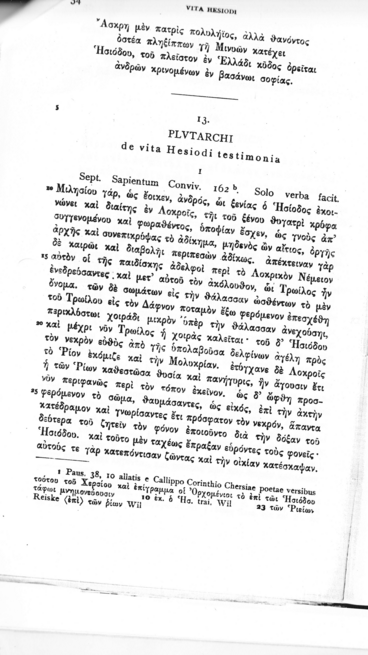 34
VITA HESIODI
Ἄσκρη μὲν πατρὶς πολυλήϊος, ἀλλὰ θανόντος
ὀστέα πληξίππων γῆ Μινυῶν κατέχει
Ἡσιόδου, τοῦ πλεῖστον ἐν Ἑλλάδι κῦδος ὀρεῖται
ἀνδρῶν κρινομένων ἐν βασάνωι σοφίας.
5
13.
PLVTARCHI
de vita Hesiodi testimonia
1
Sept. Sapientum Conviv. 162 b. Solo verba facit.
Μιλησίου γάρ, ὡς ἔοικεν, ἀνδρός, ὧι ξενίας ὁ Ἡσίοδος ἐκοι-
νώνει καὶ διαίτης ἐν Λοκροῖς, τῆι τοῦ ξένου θυγατρὶ κρύφα
συγγενομένου καὶ φωραθέντος, ὑποψίαν ἔσχεν, ὡς γνοὺς ἀπ'
ἀρχῆς καὶ συνεπικρύψας τὸ ἀδίκημα, μηδενὸς ὢν αἴτιος, ὀργῆς
δὲ καιρῶι καὶ διαβολῆι περιπεσὼν ἀδίκως. ἀπέκτειναν γὰρ
15 αὐτὸν οἱ τῆς παιδίσκης ἀδελφοὶ περὶ τὸ Λοκρικὸν Νέμειον
ἐνεδρεύσαντες καὶ μετ' αὐτοῦ τὸν ἀκόλουθον, ὧι Τρωίλος ἦν
ὄνομα. τῶν δὲ σωμάτων εἰς τὴν θάλασσαν ὠσθέντων τὸ μὲν
τοῦ Τρωίλου εἰς τὸν Δάφνον ποταμὸν ἔξω φερόμενον ἐπεσχέθη
περικλύστωι χοιράδι μικρὸν ὑπὲρ τὴν θάλασσαν ἀνεχούσηι,
20 καὶ μέχρι νῦν Τρωίλος ἡ χοιρὰς καλεῖται· τοῦ δ' Ἡσιόδου
τὸν νεκρὸν εὐθὺς ἀπὸ γῆς ὑπολαβοῦσα δελφίνων ἀγέλη πρὸς
τὸ Ῥίον ἐκόμιζε καὶ τὴν Μολυκρίαν. ἐτύγχανε δὲ Λοκροῖς
ἡ τῶν Ῥίων καθεστῶσα θυσία καὶ πανήγυρις, ἣν ἄγουσιν ἔτι
νῦν περιφανῶς περὶ τὸν τόπον ἐκεῖνον. ὡς δ' ὤφθη προσ-
25 φερόμενον τὸ σῶμα, θαυμάσαντες, ὡς εἰκός, ἐπὶ τὴν ἀκτὴν
κατέδραμον καὶ γνωρίσαντες ἔτι πρόσφατον τὸν νεκρόν, ἅπαντα
δεύτερα τοῦ ζητεῖν τὸν φόνον ἐποιοῦντο διὰ τὴν δόξαν τοῦ
Ἡσιόδου. καὶ τοῦτο μὲν ταχέως ἔπραξαν εὑρόντες τοὺς φονεῖς·
αὐτούς τε γὰρ κατεπόντισαν ζῶντας καὶ τὴν οἰκίαν κατέσκαψαν.
1 Paus. 38, 10 allatis e Callippo Corinthio Chersiae poetae versibus
τούτου τοῦ Χερσίου καὶ ἐπίγραμμα οἱ Ὀρχομένιοι τὸ ἐπὶ τῶι Ἡσιόδου
τάφωι μνημονεύουσιν 10 ἐκ. ὁ Ἡσ. trai. Wil 23 τῶν Ῥιείων
Reiske ⟨ἐπὶ⟩ τῶν Wil